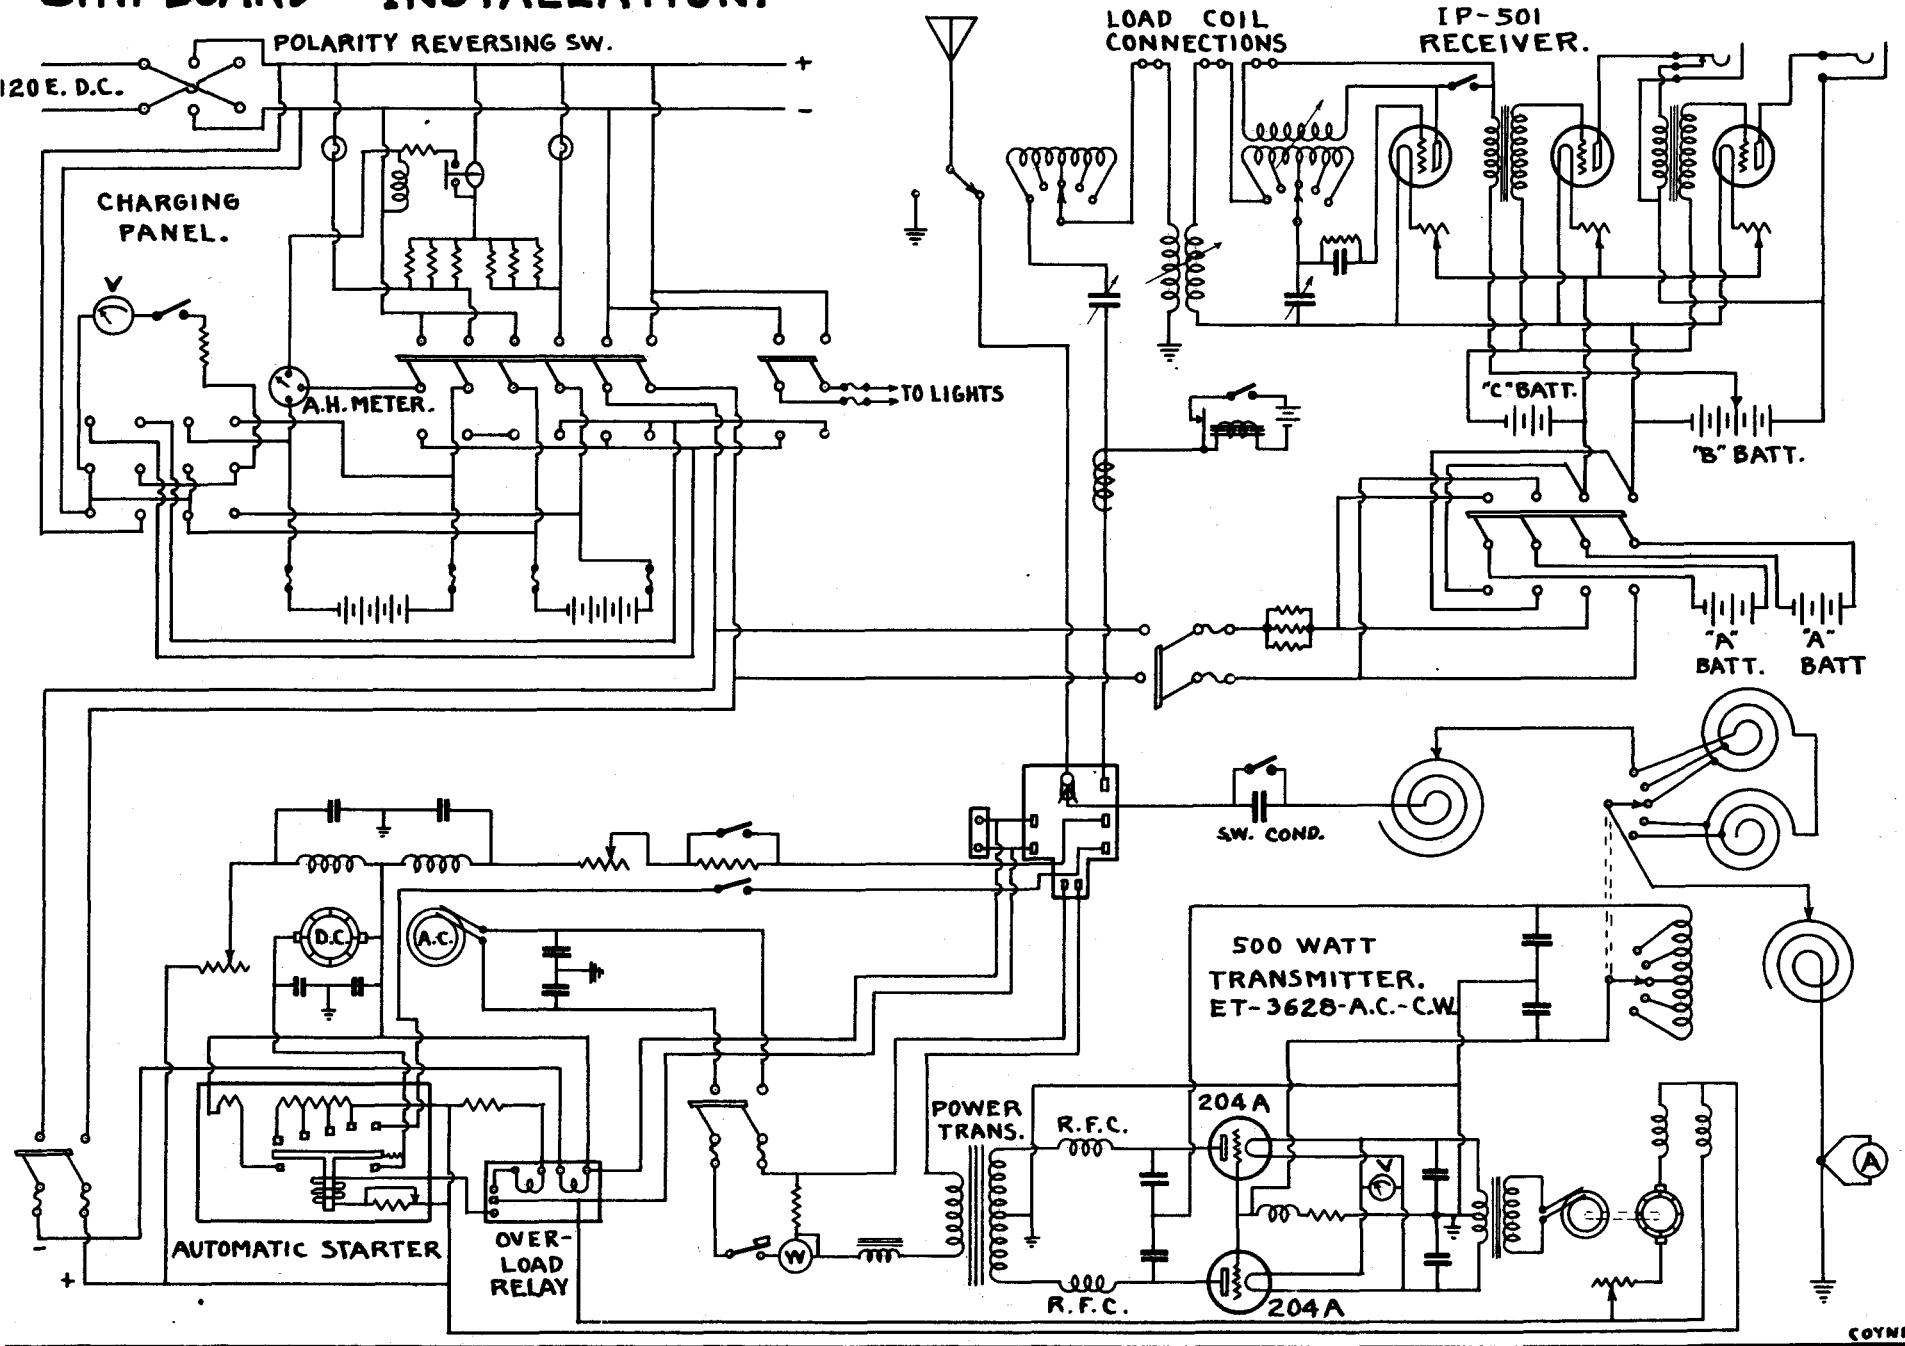 INSTALLATION.
POLARITY REVERSING SW.
120 E. D.C.
+
-
CHARGING
PANEL.
V
A.H. METER.
TO LIGHTS
LOAD COIL
CONNECTIONS
IP-501
RECEIVER.
"C" BATT.
"B" BATT.
"A"
BATT.
"A"
BATT
S.W. COND.
D.C.
A.C.
500 WATT
TRANSMITTER.
ET-3628-A.C.-C.W.
POWER
TRANS.
R.F.C.
204A
V
A
AUTOMATIC STARTER
OVER-
LOAD
RELAY
W
R.F.C.
204A
-
+